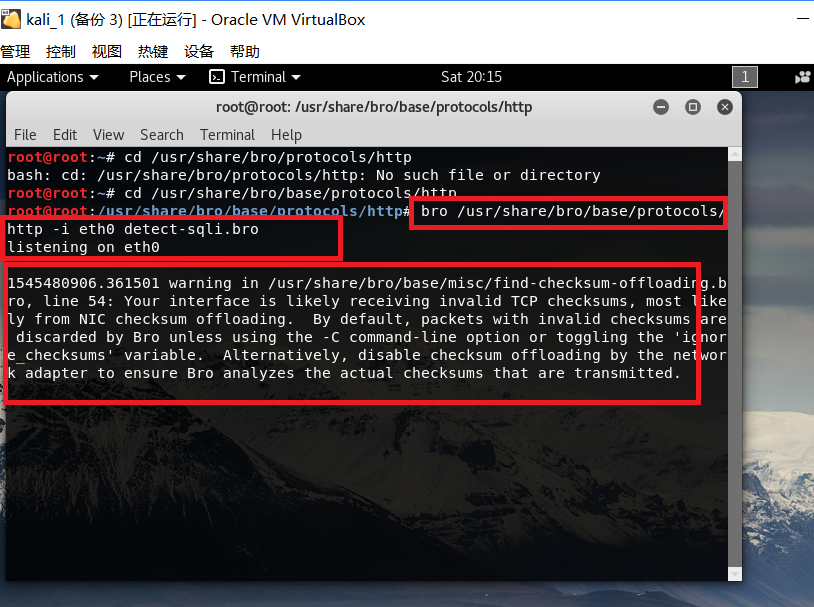 kali_1 (备份 3) [正在运行] - Oracle VM VirtualBox
管理 控制 视图 热键 设备 帮助
Applications Places Terminal Sat 20:15 1
root@root: /usr/share/bro/base/protocols/http
File Edit View Search Terminal Help
root@root:~# cd /usr/share/bro/protocols/http
bash: cd: /usr/share/bro/protocols/http: No such file or directory
root@root:~# cd /usr/share/bro/base/protocols/http
root@root:/usr/share/bro/base/protocols/http# bro /usr/share/bro/base/protocols/
http -i eth0 detect-sqli.bro
listening on eth0
1545480906.361501 warning in /usr/share/bro/base/misc/find-checksum-offloading.b
ro, line 54: Your interface is likely receiving invalid TCP checksums, most like
ly from NIC checksum offloading.  By default, packets with invalid checksums are
 discarded by Bro unless using the -C command-line option or toggling the 'ignor
e_checksums' variable.  Alternatively, disable checksum offloading by the networ
k adapter to ensure Bro analyzes the actual checksums that are transmitted.